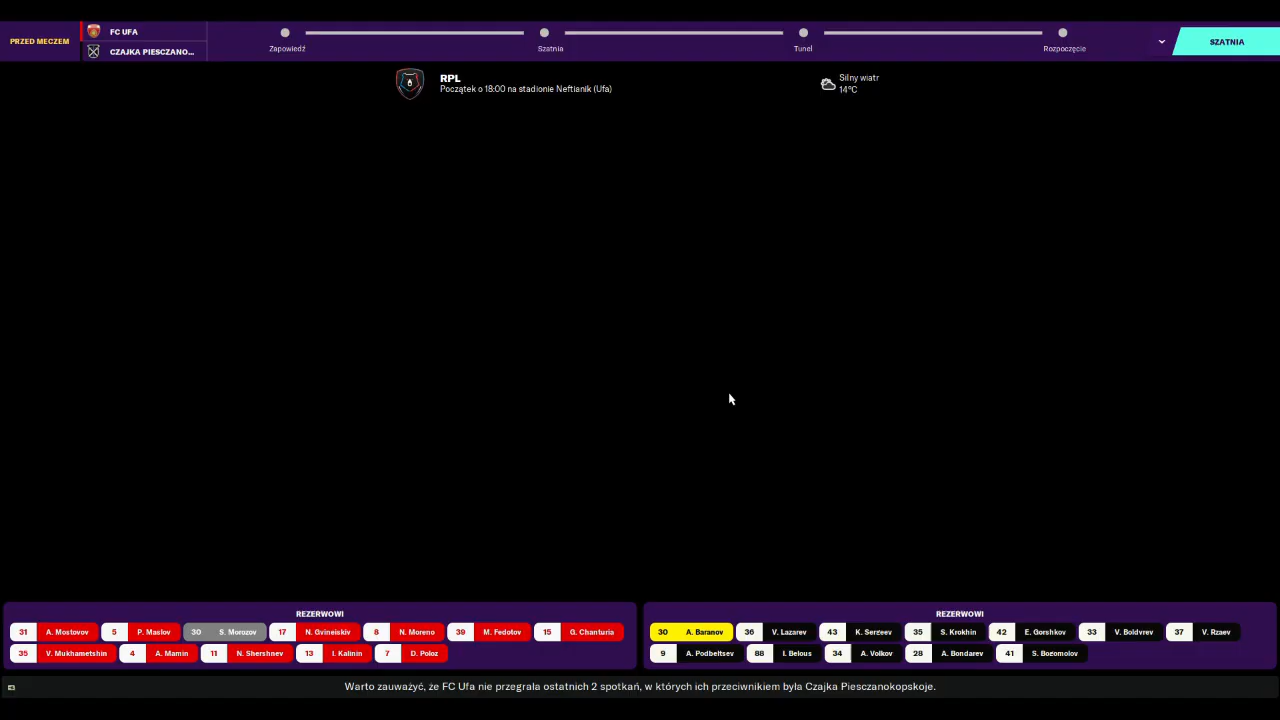 PRZED MECZEM
FC UFA
CZAJKA PIESCZANO...
Zapowiedź
Szatnia
Tunel
Rozpoczęcie
SZATNIA
RPL
Początek o 18:00 na stadionie Neftianik (Ufa)
Silny wiatr
14°C
REZERWOWI
31 A. Mostovov 5 P. Maslov 30 S. Morozov 17 N. Gvineiskiy 8 N. Moreno 39 M. Fedotov 15 G. Chanturia
35 V. Mukhametshin 4 A. Mamin 11 N. Shershnev 13 I. Kalinin 7 D. Poloz
REZERWOWI
30 A. Baranov 36 V. Lazarev 43 K. Sergeev 35 S. Krokhin 42 E. Gorshkov 33 V. Boldyrev 37 V. Rzaev
9 A. Podbeltsev 88 I. Belous 34 A. Volkov 28 A. Bondarev 41 S. Bogomolov
Warto zauważyć, że FC Ufa nie przegrała ostatnich 2 spotkań, w których ich przeciwnikiem była Czajka Piesczanokopskoje.